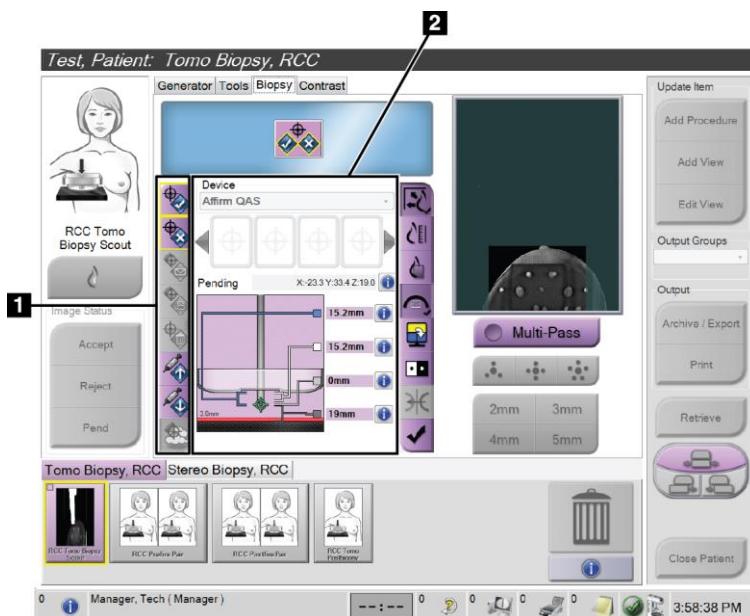 2
Test, Patient: Tomo Biopsy, RCC
Generator Tools Biopsy Contrast
Update Item
Add Procedure
Add View
Edit View
Device
Affirm QAS
RCC Tomo
Biopsy Scout
Output Groups
Pending X:-23.3 Y:33.4 Z:19.0
1
Image Status
Output
15.2mm
Multi-Pass
Archive / Export
Accept
15.2mm
Print
Reject
0mm
2mm 3mm
Retrieve
Pend
2.0mm
19mm
4mm 5mm
Tomo Biopsy, RCC Stereo Biopsy, RCC
RCC Tomo Biopsy
Scout
RCC Prefire Pair
RCC Postfire Pair
RCC Tomo
Postbiopsy
Close Patient
0 Manager, Tech ( Manager ) --:-- 0 0 0 0 3:58:38 PM